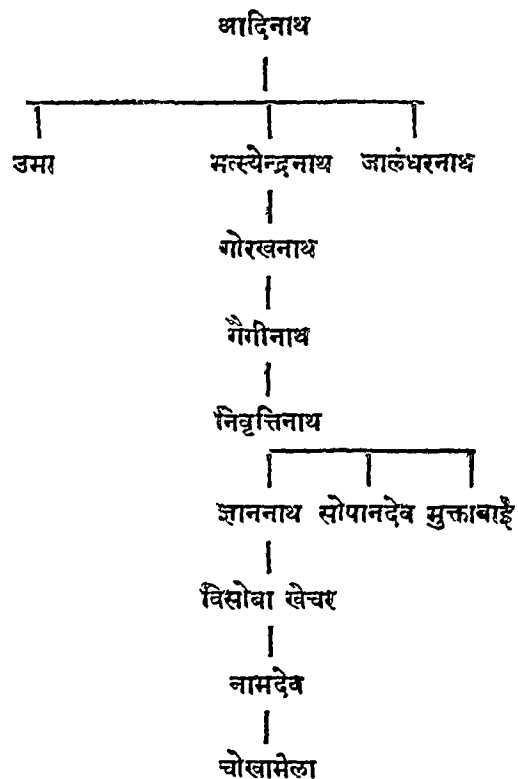 आदिनाथ
उमा मत्स्येन्द्रनाथ जालंधरनाथ
गोरखनाथ
गैगीनाथ
निवृत्तिनाथ
ज्ञाननाथ सोपानदेव मुक्ताबाई
विसोबा खेचर
नामदेव
चोखामेला